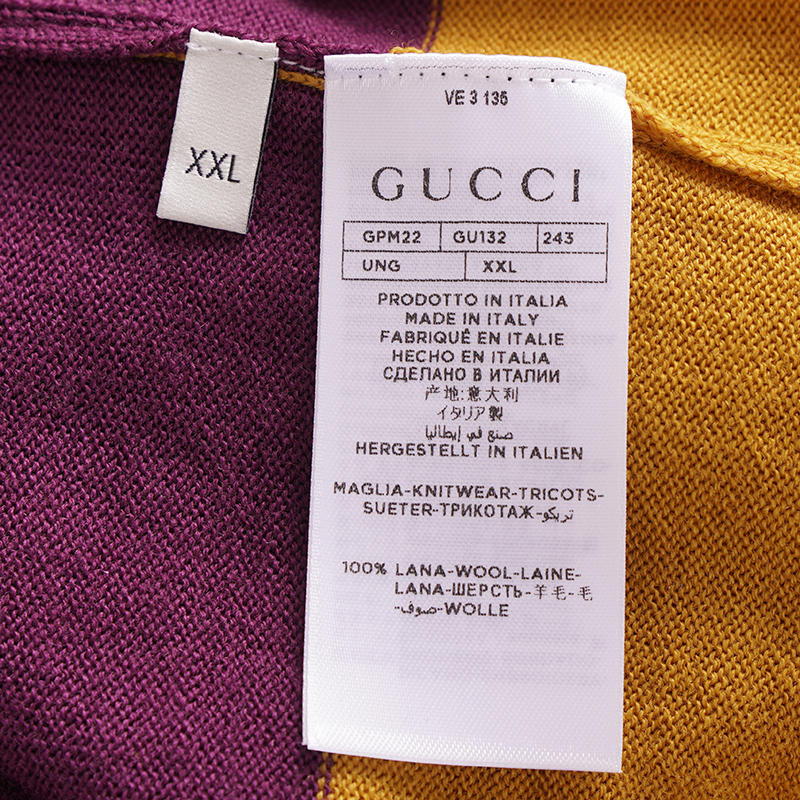 XXL
VE 3 135
GUCCI
GPM22 GU132 243
UNG XXL
PRODOTTO IN ITALIA
MADE IN ITALY
FABRIQUÉ EN ITALIE
HECHO EN ITALIA
СДЕЛАНО В ИТАЛИИ
产地:意大利
イタリア製
صنع في إيطاليا
HERGESTELLT IN ITALIEN
MAGLIA-KNITWEAR-TRICOTS-
SUETER-ТРИКОТАЖ-تريكو
100% LANA-WOOL-LAINE-
LANA-ШЕРСТЬ-羊毛-毛
-صوف-WOLLE